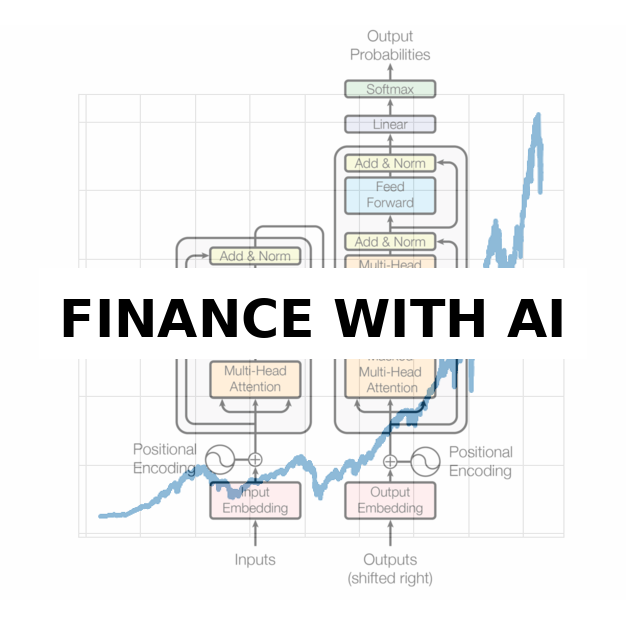 Output
Probabilities
Softmax
Linear
Add & Norm
Feed
Forward
Add & Norm
Add & Norm
Multi-Head
FINANCE WITH AI
Multi-Head
Attention
Masked
Multi-Head
Attention
Positional
Encoding
Positional
Encoding
Input
Embedding
Output
Embedding
Inputs
Outputs
(shifted right)